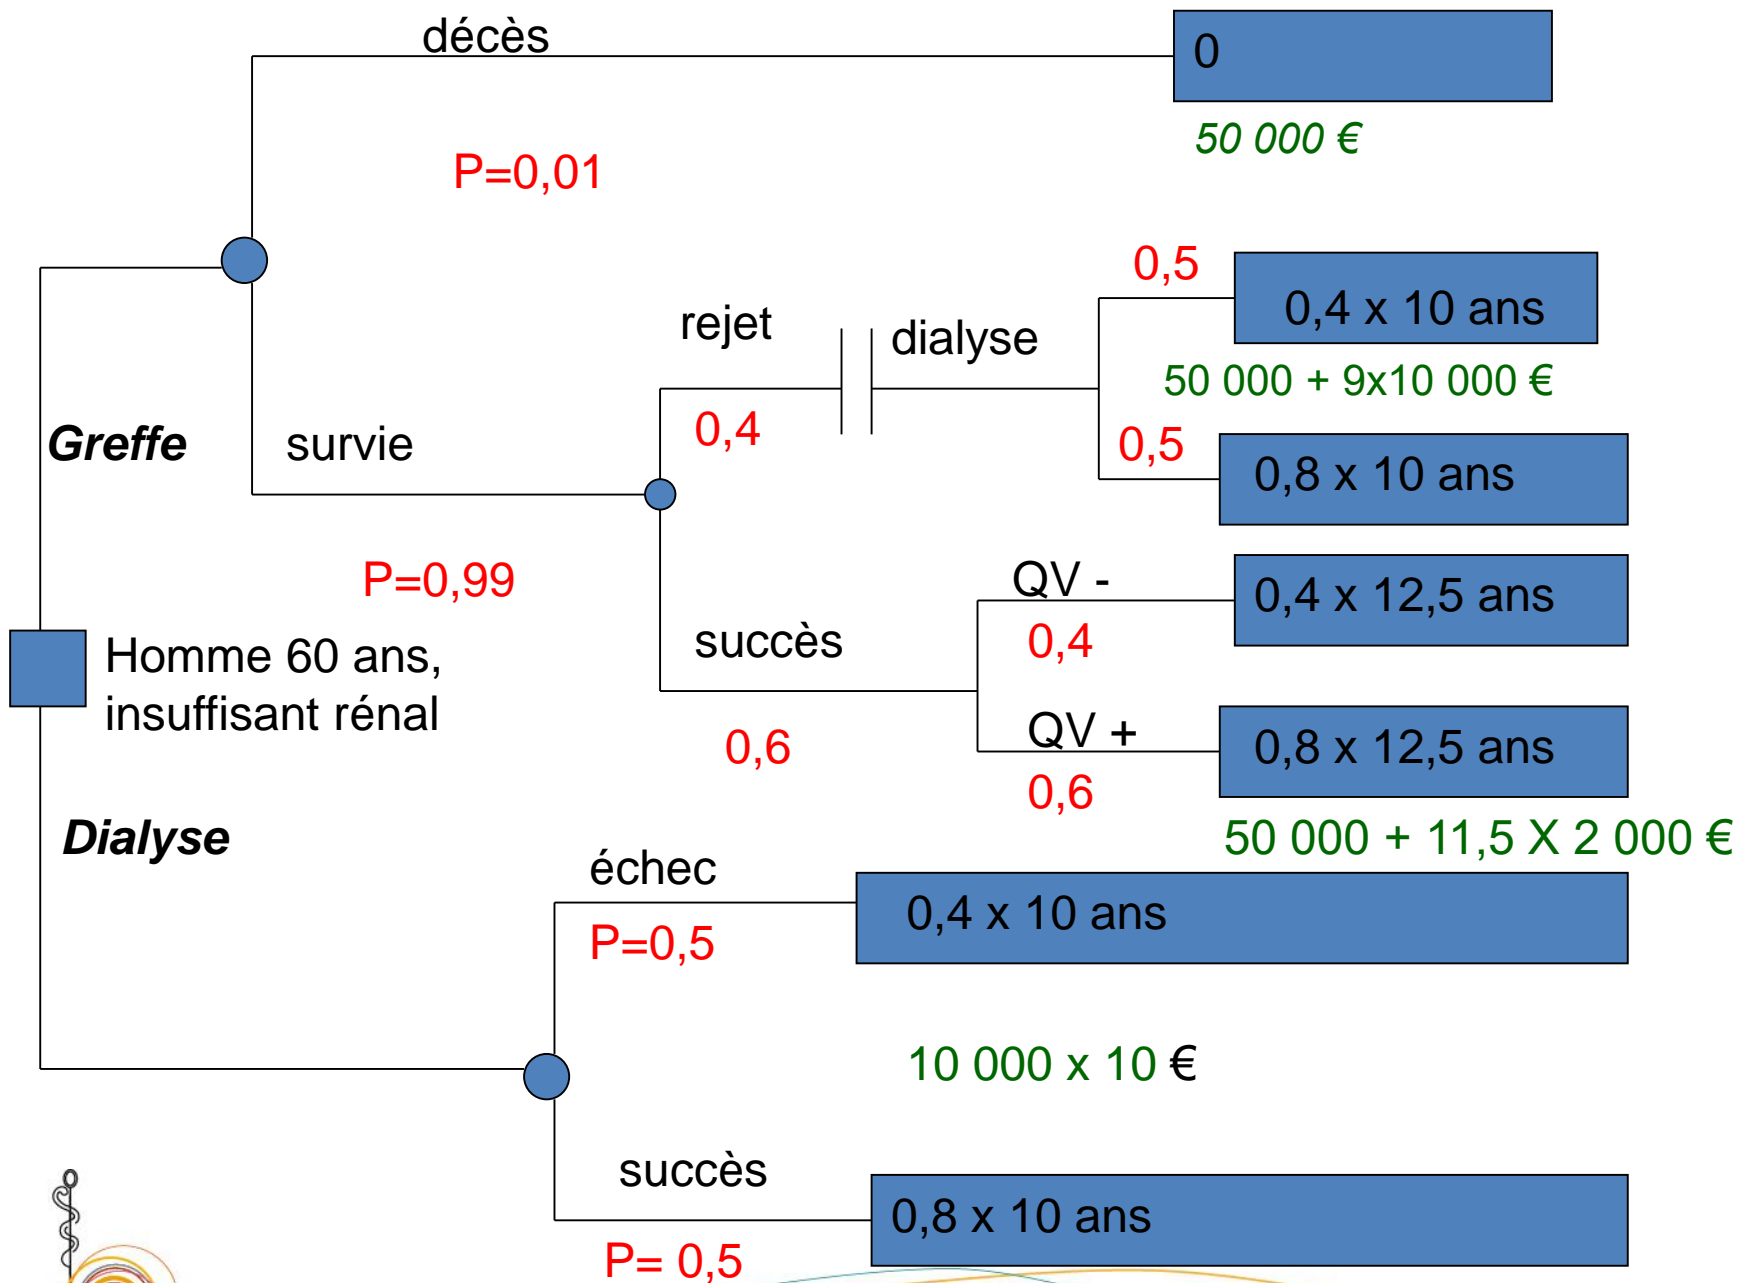 décès
0
50 000 €
P=0,01
0,5
rejet
dialyse
0,4 x 10 ans
50 000 + 9x10 000 €
0,4
Greffe
survie
0,5
0,8 x 10 ans
P=0,99
QV -
0,4 x 12,5 ans
0,4
succès
Homme 60 ans,
insuffisant rénal
QV +
0,8 x 12,5 ans
0,6
0,6
Dialyse
50 000 + 11,5 X 2 000 €
échec
0,4 x 10 ans
P=0,5
10 000 x 10 €
succès
0,8 x 10 ans
P= 0,5